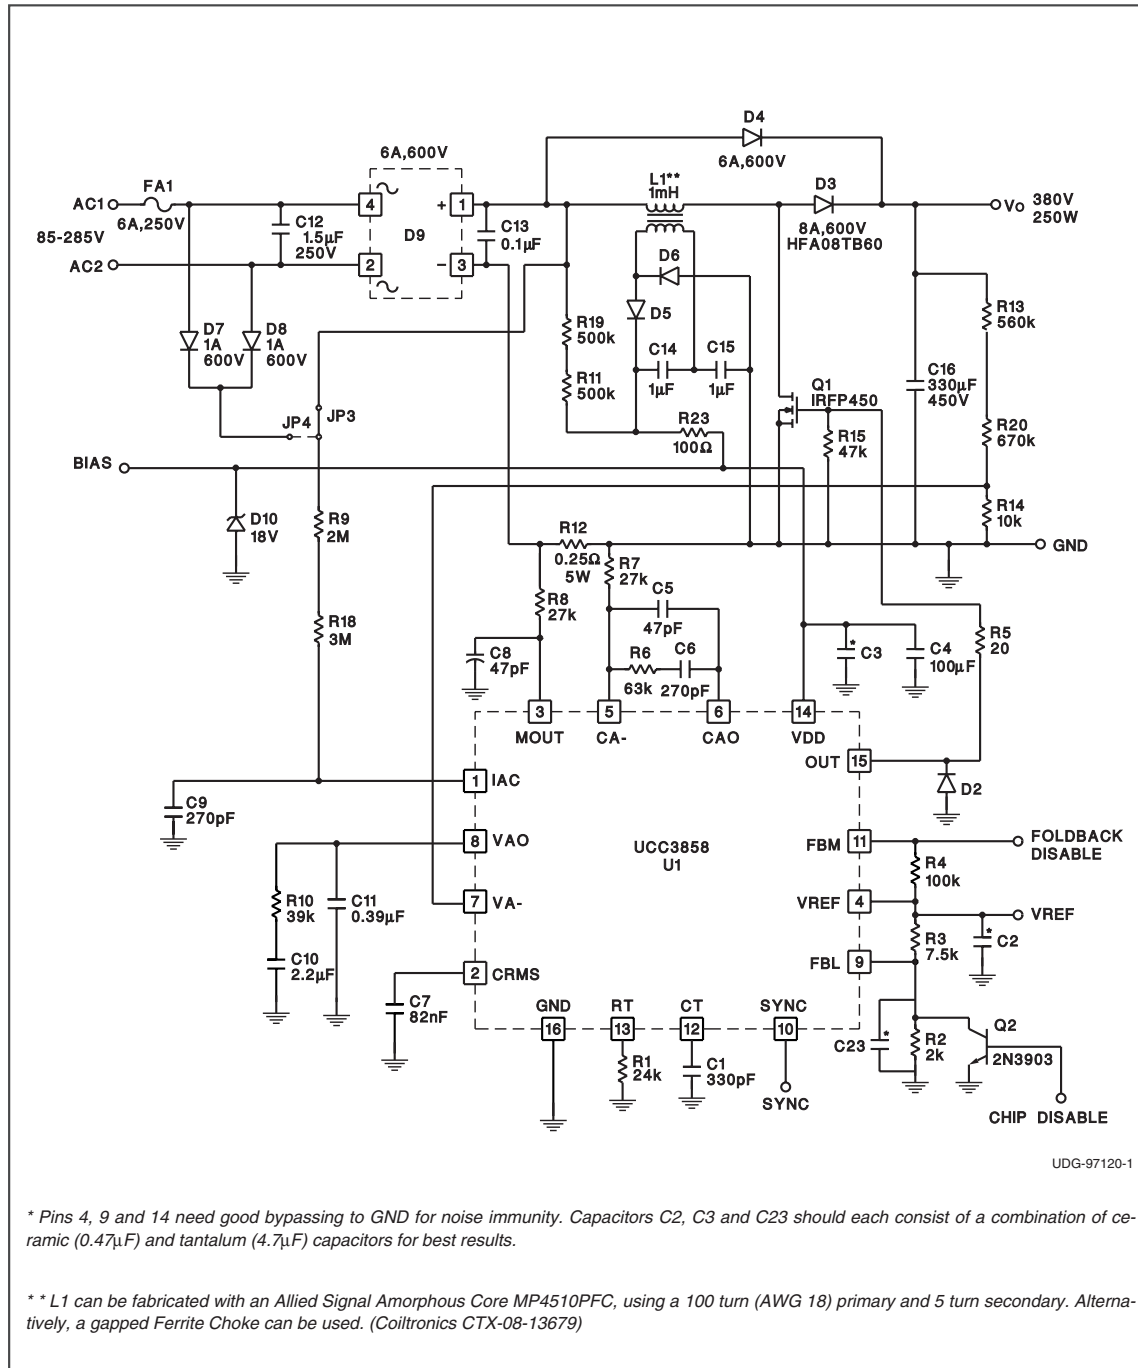 D4
6A,600V
6A,600V
L1**
1mH
D3
8A,600V
HFA08TB60
Vo
380V
250W
FA1
AC1
6A,250V
85-285V
AC2
C12
1.5µF
250V
4
2
D9
+ 1
− 3
C13
0.1µF
D6
D5
D7
1A
600V
D8
1A
600V
R19
500k
R11
500k
C14
1µF
C15
1µF
R23
100Ω
Q1
IRFP450
R15
47k
R13
560k
C16
330µF
450V
R20
670k
R14
10k
JP4
JP3
BIAS
D10
18V
R9
2M
R12
0.25Ω
5W
R7
27k
GND
R18
3M
R8
27k
C8
47pF
C5
47pF
R6
63k
C6
270pF
* C3
C4
100µF
R5
20
3
MOUT
5
CA-
6
CAO
14
VDD
OUT 15
D2
1 IAC
C9
270pF
8 VAO
UCC3858
U1
FBM 11
FOLDBACK
DISABLE
R4
100k
R10
39k
C11
0.39µF
7 VA-
VREF 4
VREF
R3
7.5k
* C2
C10
2.2µF
2 CRMS
FBL 9
C7
82nF
GND
16
RT
13
CT
12
SYNC
10
C23 *
R2
2k
Q2
2N3903
R1
24k
C1
330pF
SYNC
CHIP DISABLE
UDG-97120-1
* Pins 4, 9 and 14 need good bypassing to GND for noise immunity. Capacitors C2, C3 and C23 should each consist of a combination of ce-
ramic (0.47µF) and tantalum (4.7µF) capacitors for best results.
* * L1 can be fabricated with an Allied Signal Amorphous Core MP4510PFC, using a 100 turn (AWG 18) primary and 5 turn secondary. Alterna-
tively, a gapped Ferrite Choke can be used. (Coiltronics CTX-08-13679)